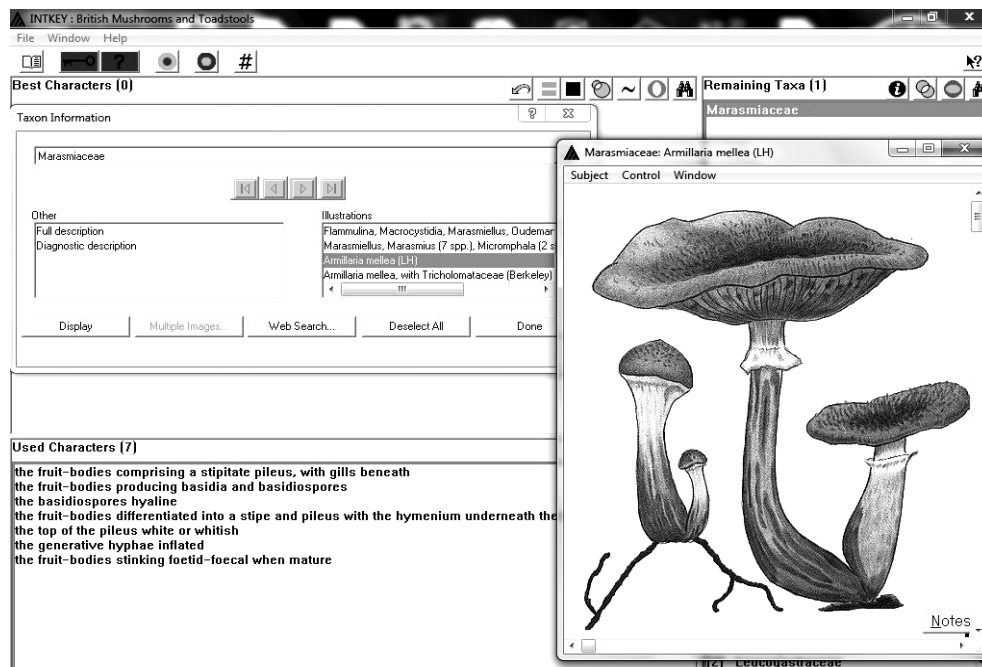 INTKEY : British Mushrooms and Toadstools
File Window Help
Best Characters (0)
Remaining Taxa (1)
Marasmiaceae
Taxon Information
Marasmiaceae
Other
Full description
Diagnostic description
Illustrations
Flammulina, Macrocystidia, Marasmiellus, Oudemar
Marasmiellus, Marasmius (7 spp.), Micromphala (2 s
Armillaria mellea (LH)
Armillaria mellea, with Tricholomataceae (Berkeley)
Display
Multiple Images...
Web Search...
Deselect All
Done
Used Characters (7)
the fruit-bodies comprising a stipitate pileus, with gills beneath
the fruit-bodies producing basidia and basidiospores
the basidiospores hyaline
the fruit-bodies differentiated into a stipe and pileus with the hymenium underneath the
the top of the pileus white or whitish
the generative hyphae inflated
the fruit-bodies stinking foetid-foecal when mature
Marasmiaceae: Armillaria mellea (LH)
Subject Control Window
Notes
(2) Leucogastraceae